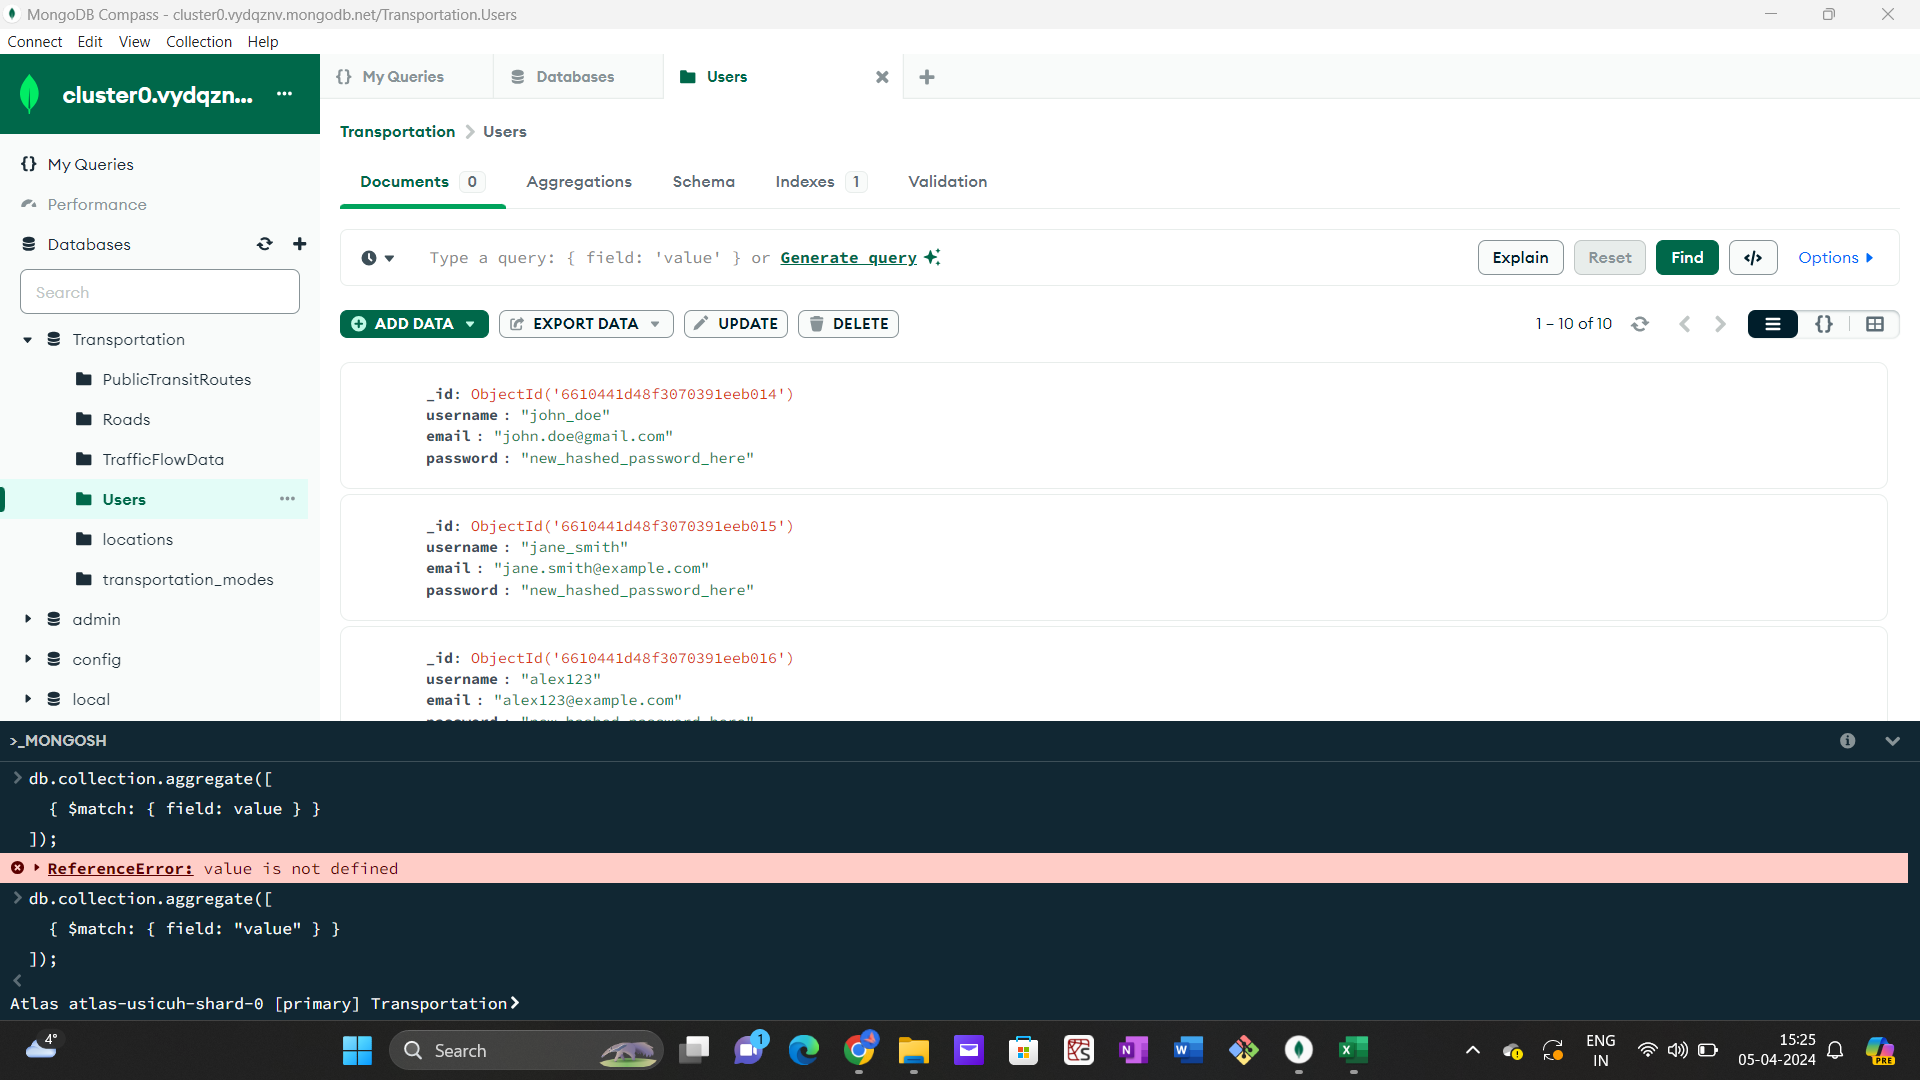 MongoDB Compass - cluster0.vydqznv.mongodb.net/Transportation.Users
Connect Edit View Collection Help
cluster0.vydqzn... ...
My Queries
Databases
Users
{} My Queries
Performance
Databases
Search
Transportation
PublicTransitRoutes
Roads
TrafficFlowData
Users ...
locations
transportation_modes
admin
config
local
Transportation > Users
Documents 0 Aggregations Schema Indexes 1 Validation
Type a query: { field: 'value' } or Generate query
Explain Reset Find </> Options
ADD DATA EXPORT DATA UPDATE DELETE
1 – 10 of 10
{}
_id: ObjectId('6610441d48f3070391eeb014')
username : "john_doe"
email : "john.doe@gmail.com"
password : "new_hashed_password_here"
_id: ObjectId('6610441d48f3070391eeb015')
username : "jane_smith"
email : "jane.smith@example.com"
password : "new_hashed_password_here"
_id: ObjectId('6610441d48f3070391eeb016')
username : "alex123"
email : "alex123@example.com"
password : "new_hashed_password_here"
>_MONGOSH
> db.collection.aggregate([
{ $match: { field: value } }
]);
ReferenceError: value is not defined
> db.collection.aggregate([
{ $match: { field: "value" } }
]);
<
Atlas atlas-usicuh-shard-0 [primary] Transportation>
4°
Search
1
ENG
IN
15:25
05-04-2024
PRE